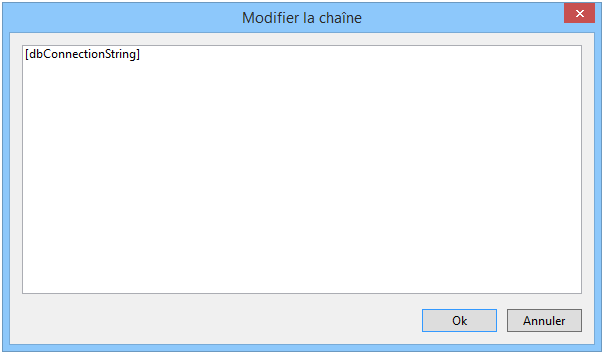 Modifier la chaîne
[dbConnectionString]
Ok
Annuler